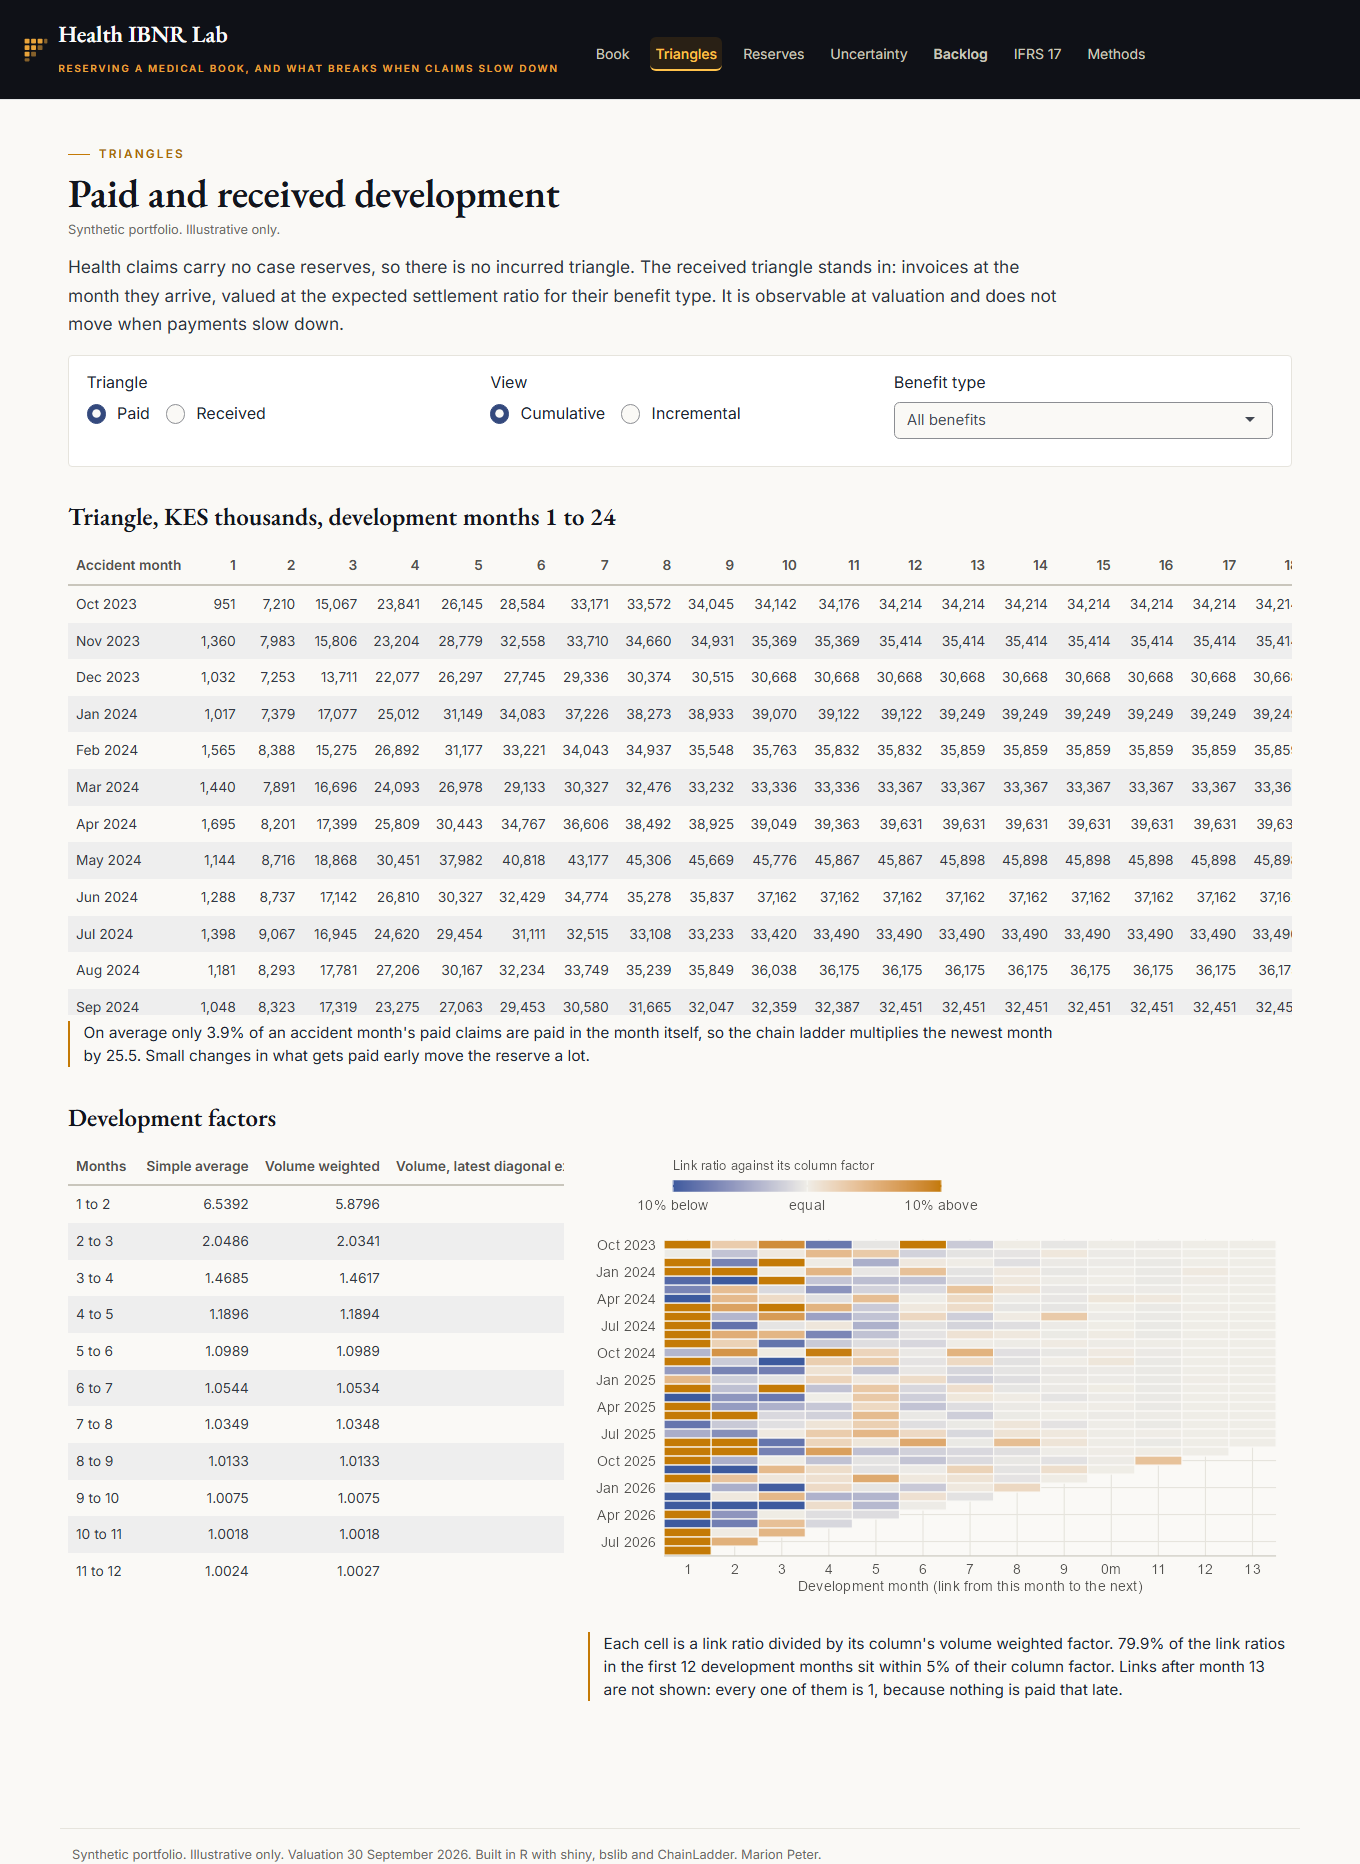 Health IBNR Lab
RESERVING A MEDICAL BOOK, AND WHAT BREAKS WHEN CLAIMS SLOW DOWN
Book Triangles Reserves Uncertainty Backlog IFRS 17 Methods
TRIANGLES
Paid and received development
Synthetic portfolio. Illustrative only.
Health claims carry no case reserves, so there is no incurred triangle. The received triangle stands in: invoices at the
month they arrive, valued at the expected settlement ratio for their benefit type. It is observable at valuation and does not
move when payments slow down.
Triangle View Benefit type
Paid Received Cumulative Incremental All benefits
Triangle, KES thousands, development months 1 to 24
Accident month 1 2 3 4 5 6 7 8 9 10 11 12 13 14 15 16 17
Oct 2023 951 7,210 15,067 23,841 26,145 28,584 33,171 33,572 34,045 34,142 34,176 34,214 34,214 34,214 34,214 34,214 34,214
Nov 2023 1,360 7,983 15,806 23,204 28,779 32,558 33,710 34,660 34,931 35,369 35,369 35,414 35,414 35,414 35,414 35,414 35,414
Dec 2023 1,032 7,253 13,711 22,077 26,297 27,745 29,336 30,374 30,515 30,668 30,668 30,668 30,668 30,668 30,668 30,668 30,668
Jan 2024 1,017 7,379 17,077 25,012 31,149 34,083 37,226 38,273 38,933 39,070 39,122 39,122 39,249 39,249 39,249 39,249 39,249
Feb 2024 1,565 8,388 15,275 26,892 31,177 33,221 34,043 34,937 35,548 35,763 35,832 35,832 35,859 35,859 35,859 35,859 35,859
Mar 2024 1,440 7,891 16,696 24,093 26,978 29,133 30,327 32,476 33,232 33,336 33,336 33,367 33,367 33,367 33,367 33,367 33,367
Apr 2024 1,695 8,201 17,399 25,809 30,443 34,767 36,606 38,492 38,925 39,049 39,363 39,631 39,631 39,631 39,631 39,631 39,631
May 2024 1,144 8,716 18,868 30,451 37,982 40,818 43,177 45,306 45,669 45,776 45,867 45,867 45,898 45,898 45,898 45,898 45,898
Jun 2024 1,288 8,737 17,142 26,810 30,327 32,429 34,774 35,278 35,837 37,162 37,162 37,162 37,162 37,162 37,162 37,162 37,162
Jul 2024 1,398 9,067 16,945 24,620 29,454 31,111 32,515 33,108 33,233 33,420 33,490 33,490 33,490 33,490 33,490 33,490 33,490
Aug 2024 1,181 8,293 17,781 27,206 30,167 32,234 33,749 35,239 35,849 36,038 36,175 36,175 36,175 36,175 36,175 36,175 36,175
Sep 2024 1,048 8,323 17,319 23,275 27,063 29,453 30,580 31,665 32,047 32,359 32,387 32,451 32,451 32,451 32,451 32,451 32,451
On average only 3.9% of an accident month's paid claims are paid in the month itself, so the chain ladder multiplies the newest month
by 25.5. Small changes in what gets paid early move the reserve a lot.
Development factors
Months Simple average Volume weighted Volume, latest diagonal
1 to 2 6.5392 5.8796
2 to 3 2.0486 2.0341
3 to 4 1.4685 1.4617
4 to 5 1.1896 1.1894
5 to 6 1.0989 1.0989
6 to 7 1.0544 1.0534
7 to 8 1.0349 1.0348
8 to 9 1.0133 1.0133
9 to 10 1.0075 1.0075
10 to 11 1.0018 1.0018
11 to 12 1.0024 1.0027
Link ratio against its column factor
10% below equal 10% above
Oct 2023
Jan 2024
Apr 2024
Jul 2024
Oct 2024
Jan 2025
Apr 2025
Jul 2025
Oct 2025
Jan 2026
Apr 2026
Jul 2026
1 2 3 4 5 6 7 8 9 0m 11 12 13
Development month (link from this month to the next)
Each cell is a link ratio divided by its column's volume weighted factor. 79.9% of the link ratios
in the first 12 development months sit within 5% of their column factor. Links after month 13
are not shown: every one of them is 1, because nothing is paid that late.
Synthetic portfolio. Illustrative only. Valuation 30 September 2026. Built in R with shiny, bslib and ChainLadder. Marion Peter.